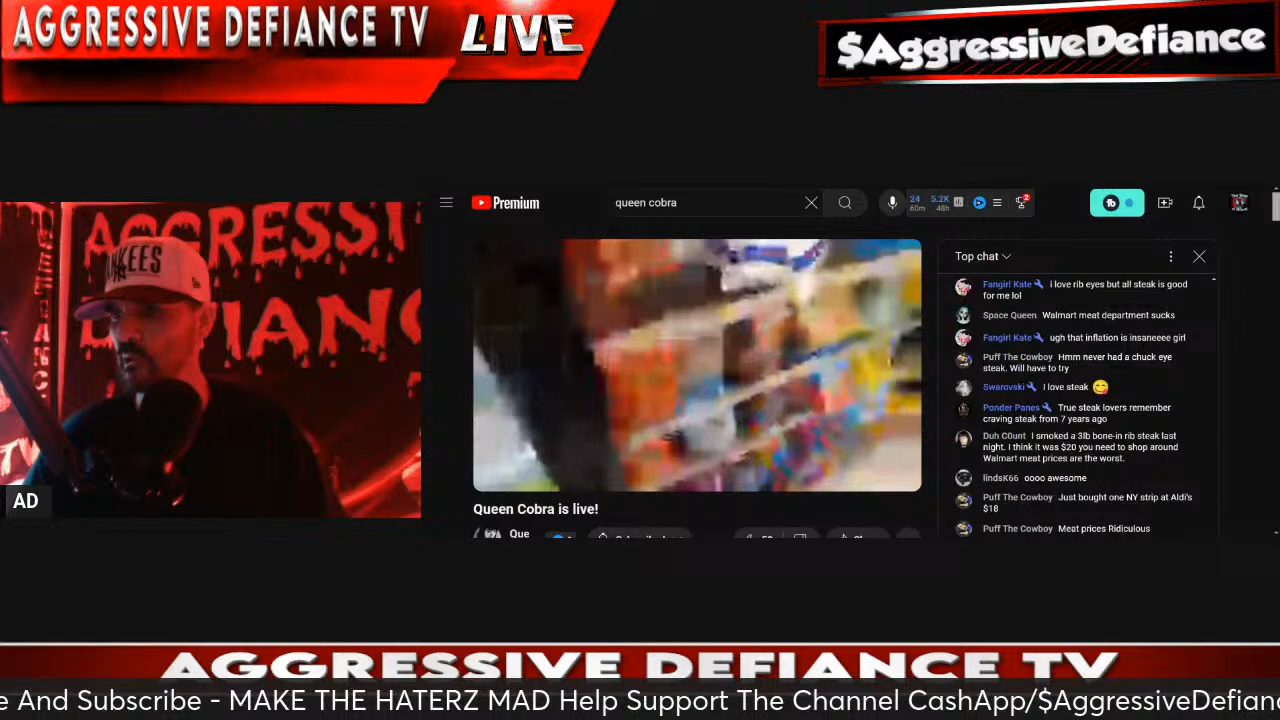 AGGRESSIVE DEFIANCE TV
LIVE
$AggressiveDefiance
Premium
queen cobra
24
60m
5.2K
48h
2
AGGRESSI
DEFIANC
AD
Top chat
Fangirl Kate i love rib eyes but all steak is good
for me lol
Space Queen Walmart meat department sucks
Fangirl Kate ugh that inflation is insaneeee girl
Puff The Cowboy Hmm never had a chuck eye
steak. Will have to try
Swarovski I love steak 😋
Ponder Panes True steak lovers remember
craving steak from 7 years ago
Duh C0unt I smoked a 3lb bone-in rib steak last
night. I think it was $20 you need to shop around
Walmart meat prices are the worst.
lindsK66 oooo awesome
Puff The Cowboy Just bought one NY strip at Aldi's
$18
Puff The Cowboy Meat prices Ridiculous
Queen Cobra is live!
Que
AGGRESSIVE DEFIANCE TV
e And Subscribe - MAKE THE HATERZ MAD Help Support The Channel CashApp/$AggressiveDefian